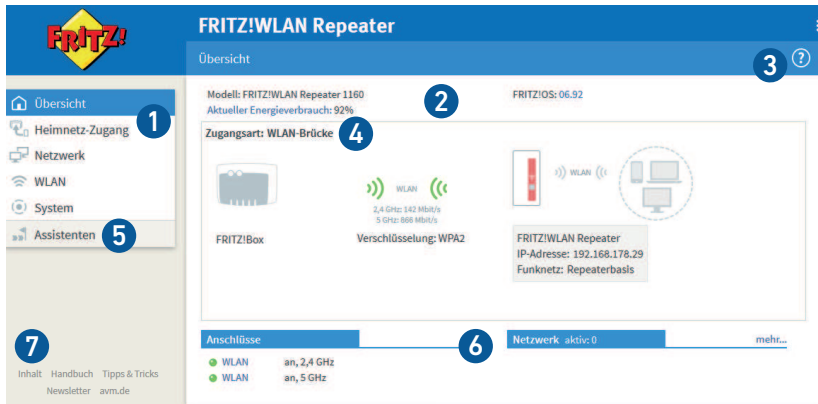 FRITZ!
FRITZ!WLAN Repeater
Übersicht
3
?
Übersicht
1
Heimnetz-Zugang
Netzwerk
WLAN
System
Assistenten
5
7
Inhalt Handbuch Tipps & Tricks
Newsletter avm.de
Modell: FRITZ!WLAN Repeater 1160
2
FRITZ!OS: 06.92
Aktueller Energieverbrauch: 92%
Zugangsart: WLAN-Brücke
4
WLAN
2,4 GHz: 142 Mbit/s
5 GHz: 866 Mbit/s
FRITZ!Box
Verschlüsselung: WPA2
WLAN
FRITZ!WLAN Repeater
IP-Adresse: 192.168.178.29
Funknetz: Repeaterbasis
Anschlüsse
6
WLAN an, 2,4 GHz
WLAN an, 5 GHz
Netzwerk aktiv: 0 mehr...